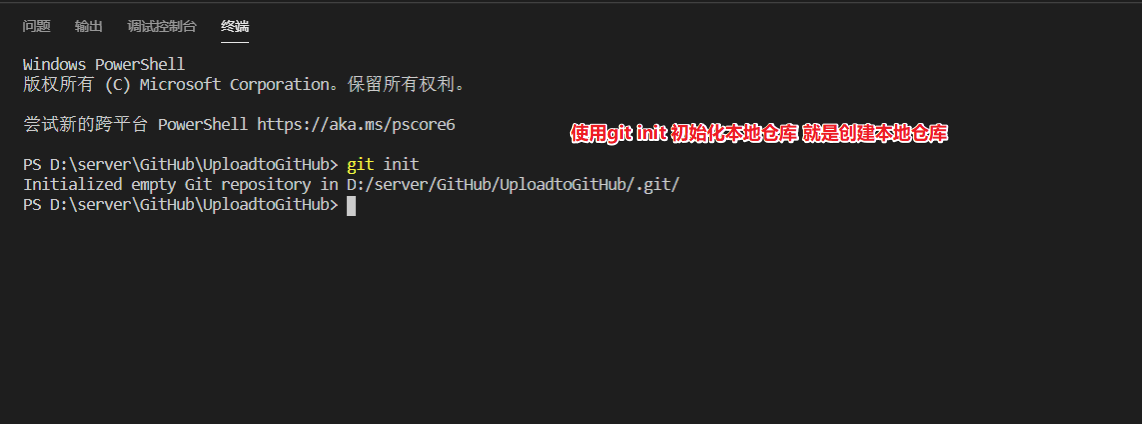 问题 输出 调试控制台 终端
Windows PowerShell
版权所有 (C) Microsoft Corporation。保留所有权利。
尝试新的跨平台 PowerShell https://aka.ms/pscore6
使用git init 初始化本地仓库 就是创建本地仓库
PS D:\server\GitHub\UploadtoGitHub> git init
Initialized empty Git repository in D:/server/GitHub/UploadtoGitHub/.git/
PS D:\server\GitHub\UploadtoGitHub>